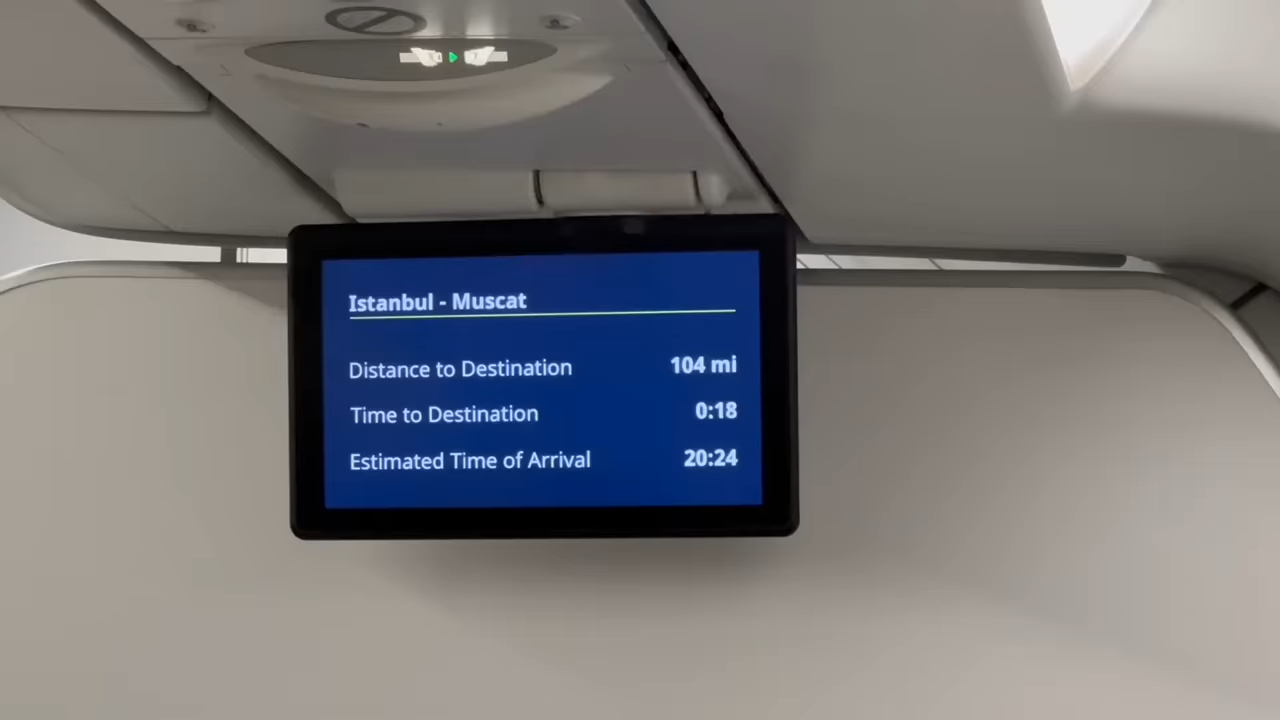 Istanbul - Muscat
Distance to Destination 104 mi
Time to Destination 0:18
Estimated Time of Arrival 20:24